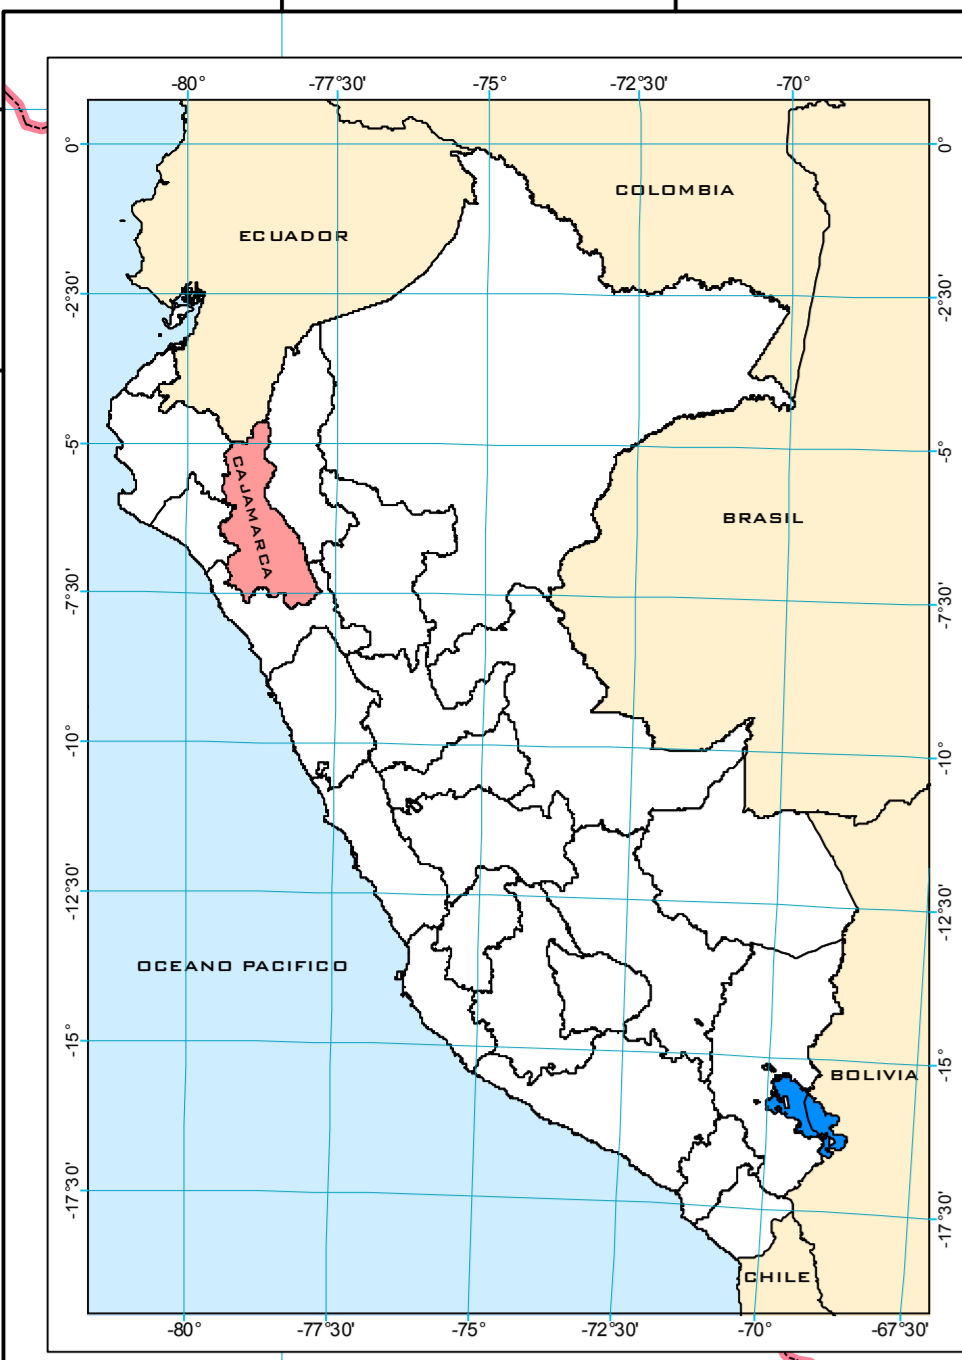 -80° -77°30' -75° -72°30' -70°
0° 0°
COLOMBIA
ECUADOR
-2°30' -2°30'
-5° -5°
CAJAMARCA
BRASIL
-7°30' -7°30'
-10° -10°
-12°30' -12°30'
OCEANO PACIFICO
-15° -15°
BOLIVIA
-17°30' -17°30'
CHILE
-80° -77°30' -75° -72°30' -70° -67°30'